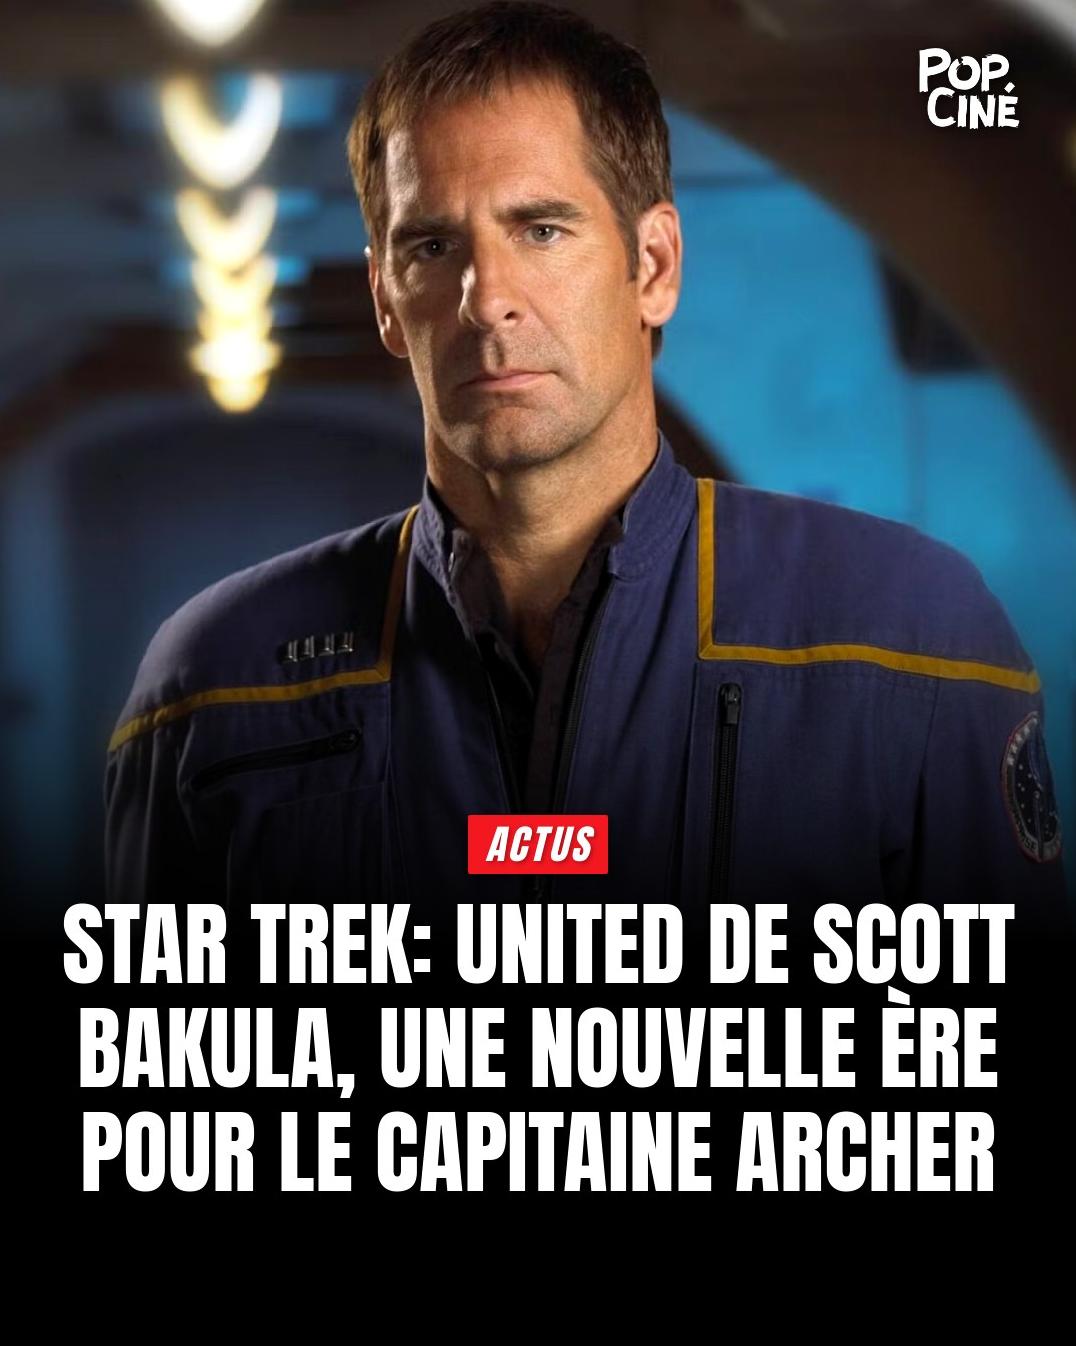 POP.
CINÉ
ACTUS
STAR TREK: UNITED DE SCOTT
BAKULA, UNE NOUVELLE ÈRE
POUR LE CAPITAINE ARCHER